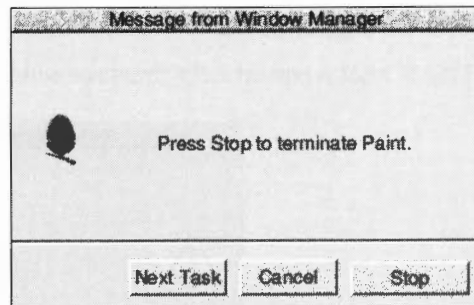 Message from Window Manager
Press Stop to terminate Paint.
Next Task Cancel Stop